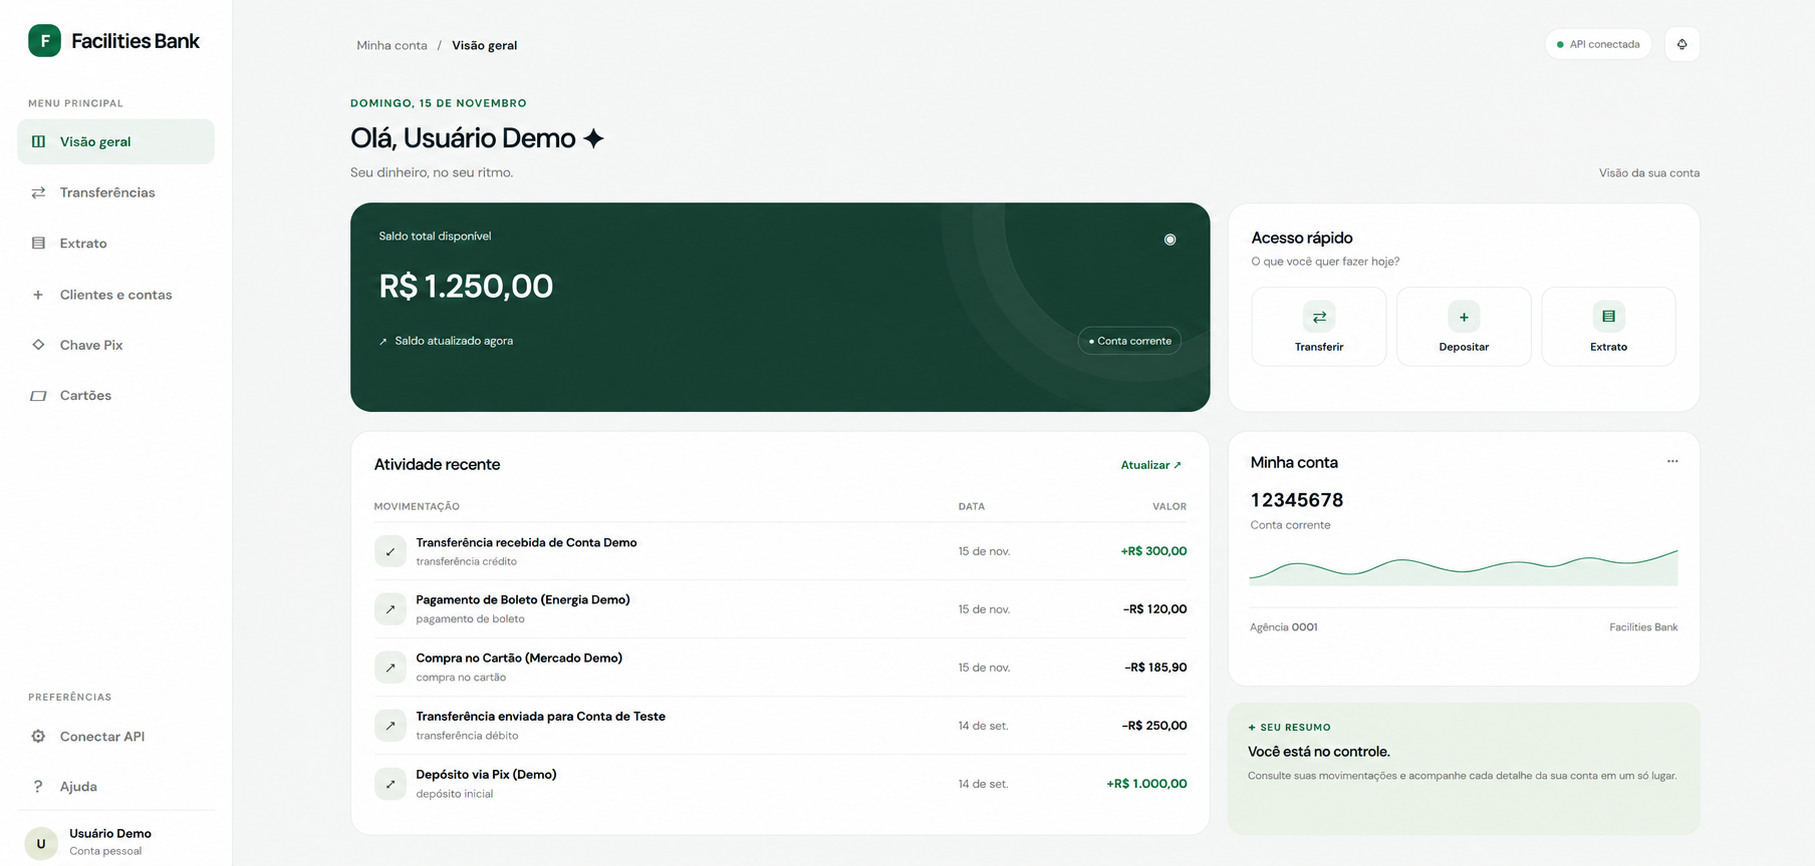 F Facilities Bank
MENU PRINCIPAL
Visão geral
Transferências
Extrato
Clientes e contas
Chave Pix
Cartões
PREFERÊNCIAS
Conectar API
? Ajuda
U
Usuário Demo
Conta pessoal
Minha conta / Visão geral
API conectada
DOMINGO, 15 DE NOVEMBRO
Olá, Usuário Demo ✦
Seu dinheiro, no seu ritmo.
Visão da sua conta
Saldo total disponível
R$ 1.250,00
↗ Saldo atualizado agora
• Conta corrente
Acesso rápido
O que você quer fazer hoje?
Transferir
Depositar
Extrato
Atividade recente
Atualizar ↗
MOVIMENTAÇÃO DATA VALOR
Transferência recebida de Conta Demo
transferência crédito
15 de nov.
+R$ 300,00
Pagamento de Boleto (Energia Demo)
pagamento de boleto
15 de nov.
-R$ 120,00
Compra no Cartão (Mercado Demo)
compra no cartão
15 de nov.
-R$ 185,90
Transferência enviada para Conta de Teste
transferência débito
14 de set.
-R$ 250,00
Depósito via Pix (Demo)
depósito inicial
14 de set.
+R$ 1.000,00
Minha conta
...
12345678
Conta corrente
Agência 0001
Facilities Bank
+ SEU RESUMO
Você está no controle.
Consulte suas movimentações e acompanhe cada detalhe da sua conta em um só lugar.